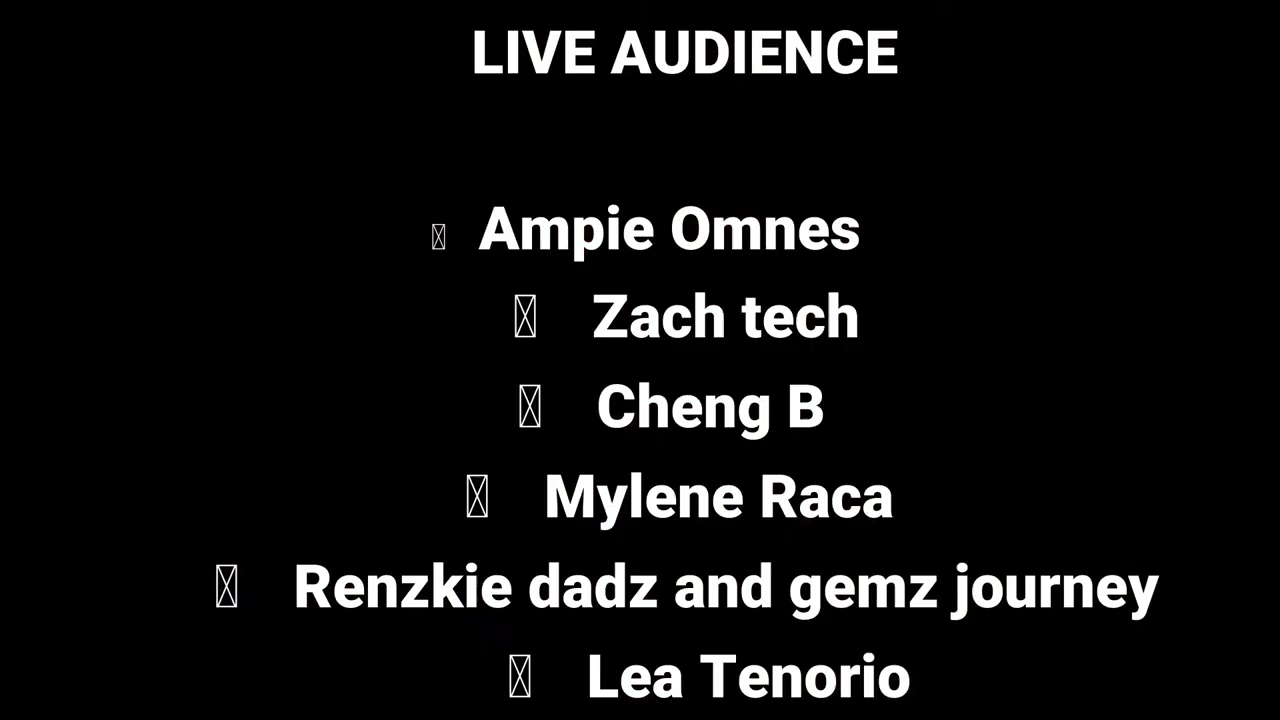 LIVE AUDIENCE
Ampie Omnes
Zach tech
Cheng B
Mylene Raca
Renzkie dadz and gemz journey
Lea Tenorio